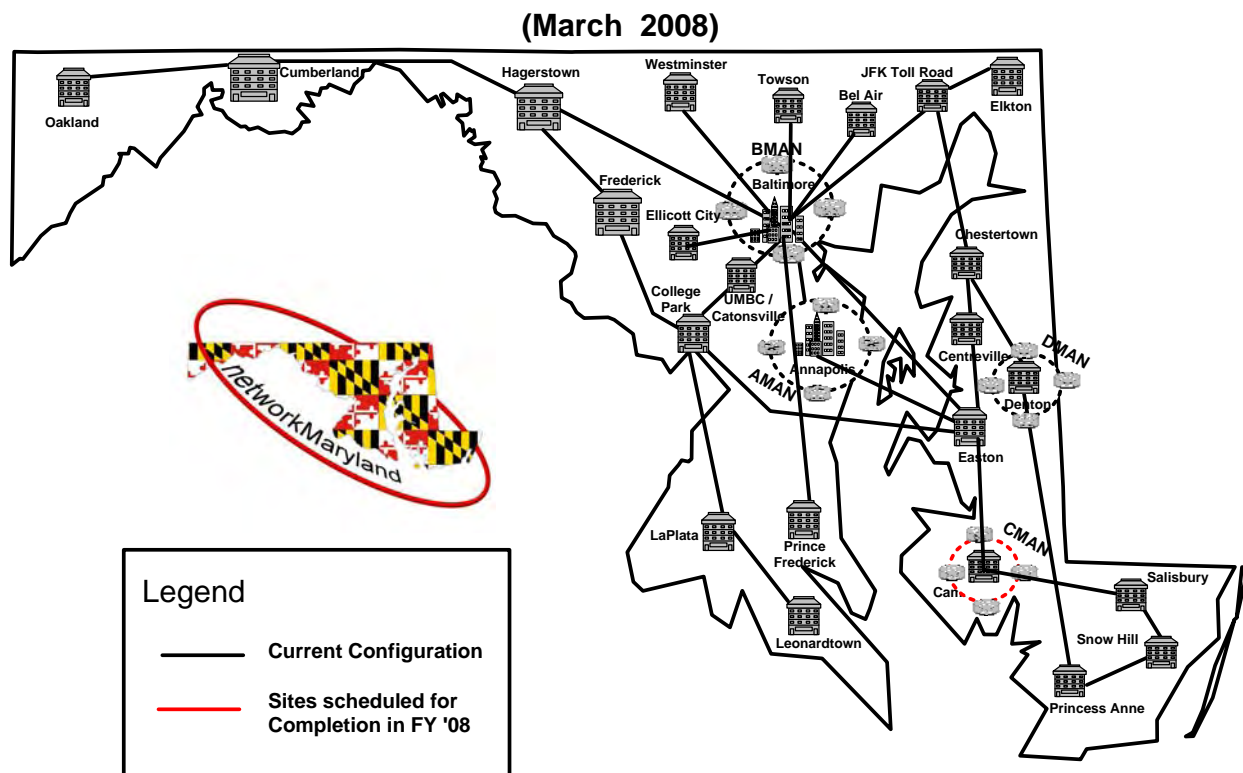 (March 2008)
Westminster
Towson
JFK Toll Road
Bel Air
Elkton
Cumberland
Hagerstown
Oakland
BMAN
Baltimore
Frederick
Ellicott City
Chestertown
College
Park
UMBC /
Catonsville
Centreville
DMAN
Annapolis
AMAN
Denton
networkMaryland
Easton
LaPlata
Prince
Frederick
CMAN
Cam
Salisbury
Snow Hill
Leonardtown
Princess Anne
Legend
Current Configuration
Sites scheduled for
Completion in FY '08